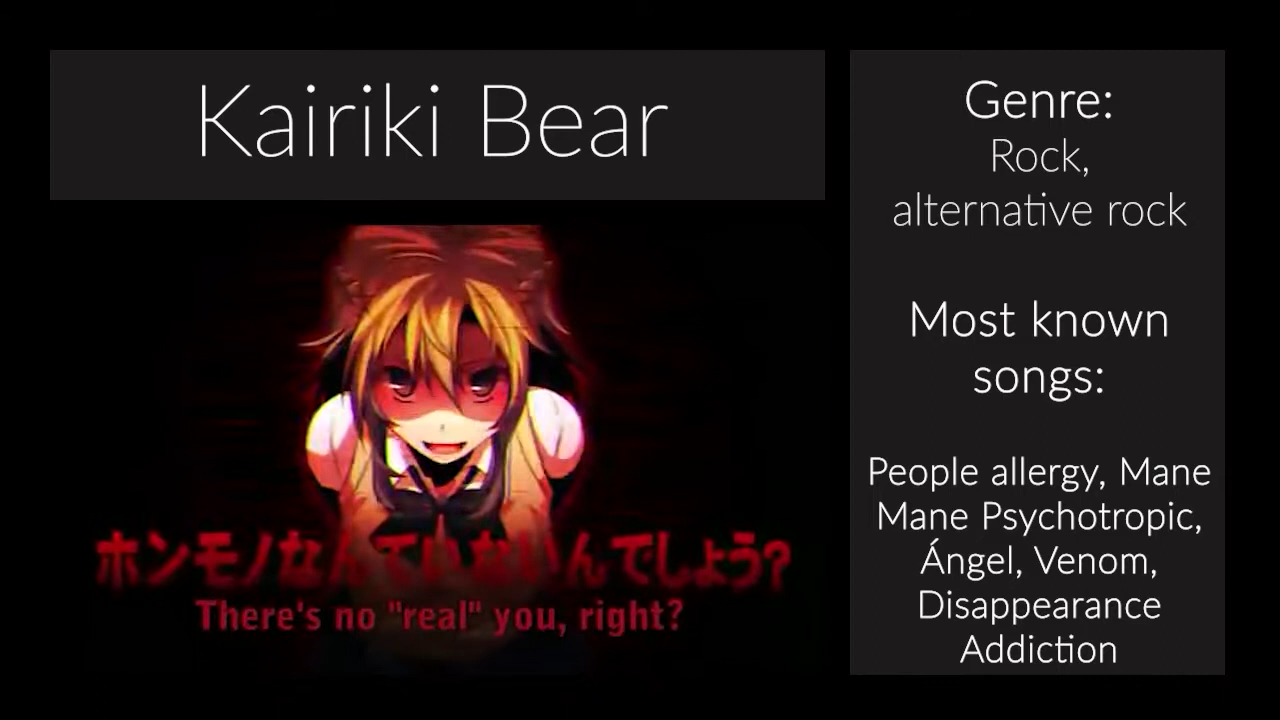 Kairiki Bear
Genre:
Rock,
alternative rock
Most known
songs:
People allergy, Mane
Mane Psychotropic,
Ángel, Venom,
Disappearance
Addiction
ホンモノなんていないんでしょう?
There's no "real" you, right?